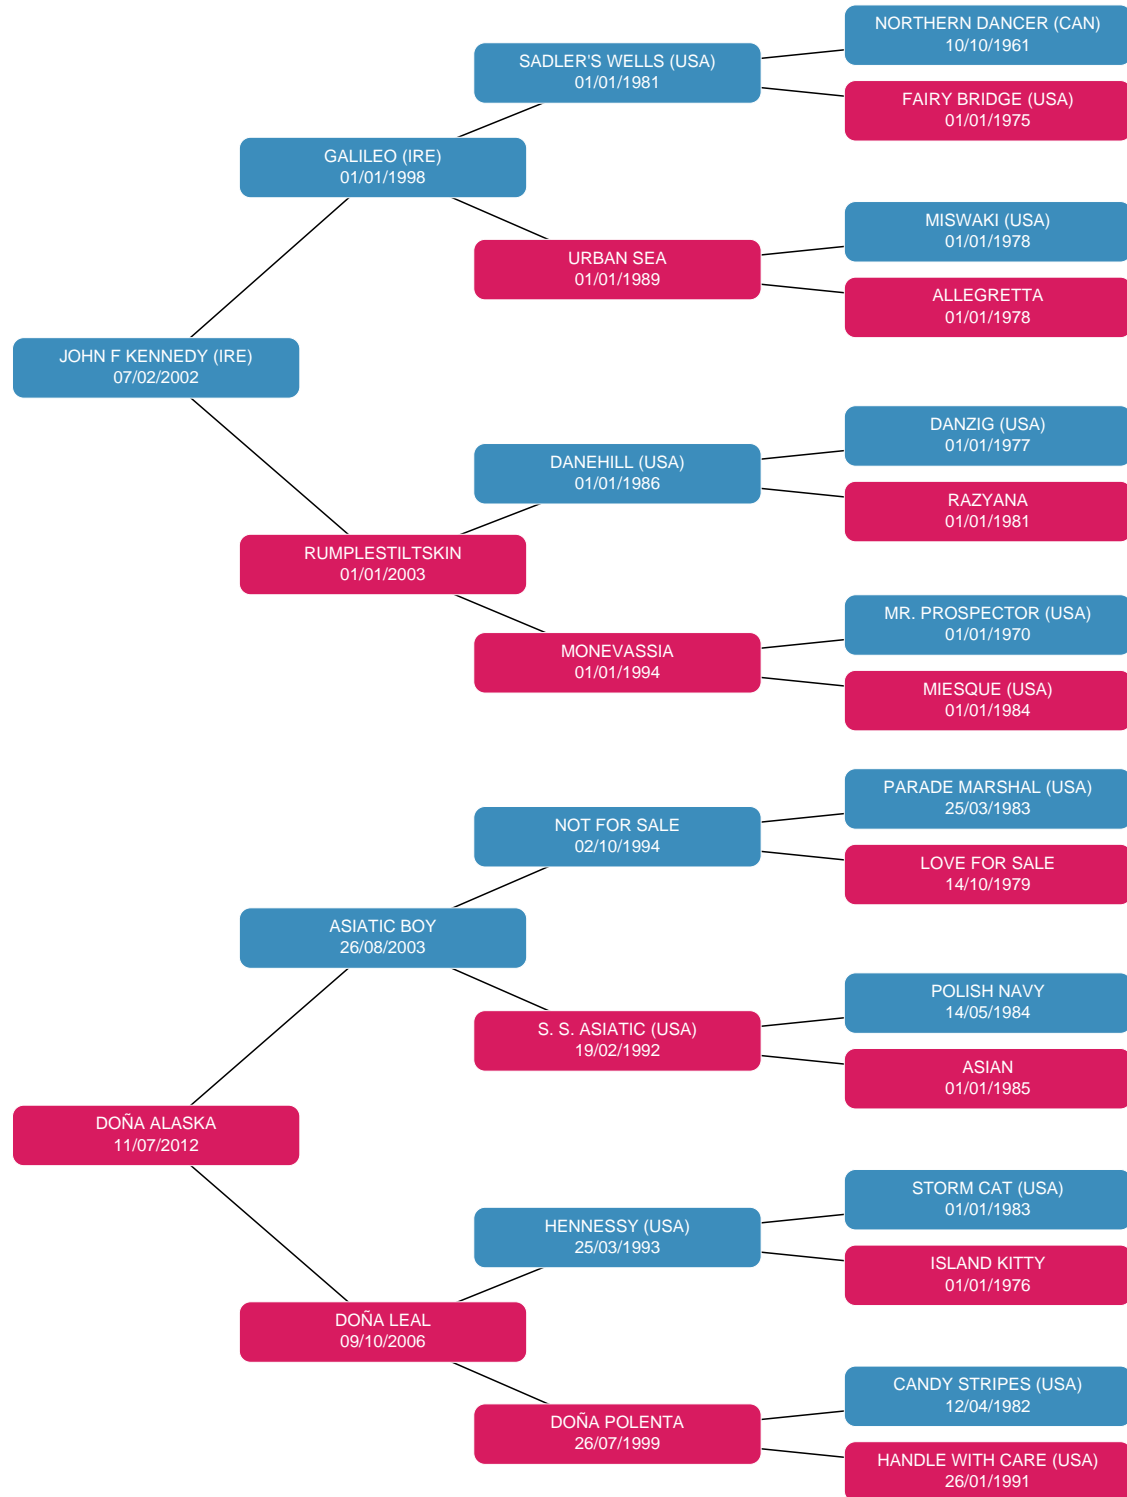 NORTHERN DANCER (CAN)
10/10/1961
SADLER'S WELLS (USA)
01/01/1981
FAIRY BRIDGE (USA)
01/01/1975
GALILEO (IRE)
01/01/1998
MISWAKI (USA)
01/01/1978
URBAN SEA
01/01/1989
ALLEGRETTA
01/01/1978
JOHN F KENNEDY (IRE)
07/02/2002
DANZIG (USA)
01/01/1977
DANEHILL (USA)
01/01/1986
RAZYANA
01/01/1981
RUMPLESTILTSKIN
01/01/2003
MR. PROSPECTOR (USA)
01/01/1970
MONEVASSIA
01/01/1994
MIESQUE (USA)
01/01/1984
PARADE MARSHAL (USA)
25/03/1983
NOT FOR SALE
02/10/1994
LOVE FOR SALE
14/10/1979
ASIATIC BOY
26/08/2003
POLISH NAVY
14/05/1984
S. S. ASIATIC (USA)
19/02/1992
ASIAN
01/01/1985
DOÑA ALASKA
11/07/2012
STORM CAT (USA)
01/01/1983
HENNESSY (USA)
25/03/1993
ISLAND KITTY
01/01/1976
DOÑA LEAL
09/10/2006
CANDY STRIPES (USA)
12/04/1982
DOÑA POLENTA
26/07/1999
HANDLE WITH CARE (USA)
26/01/1991